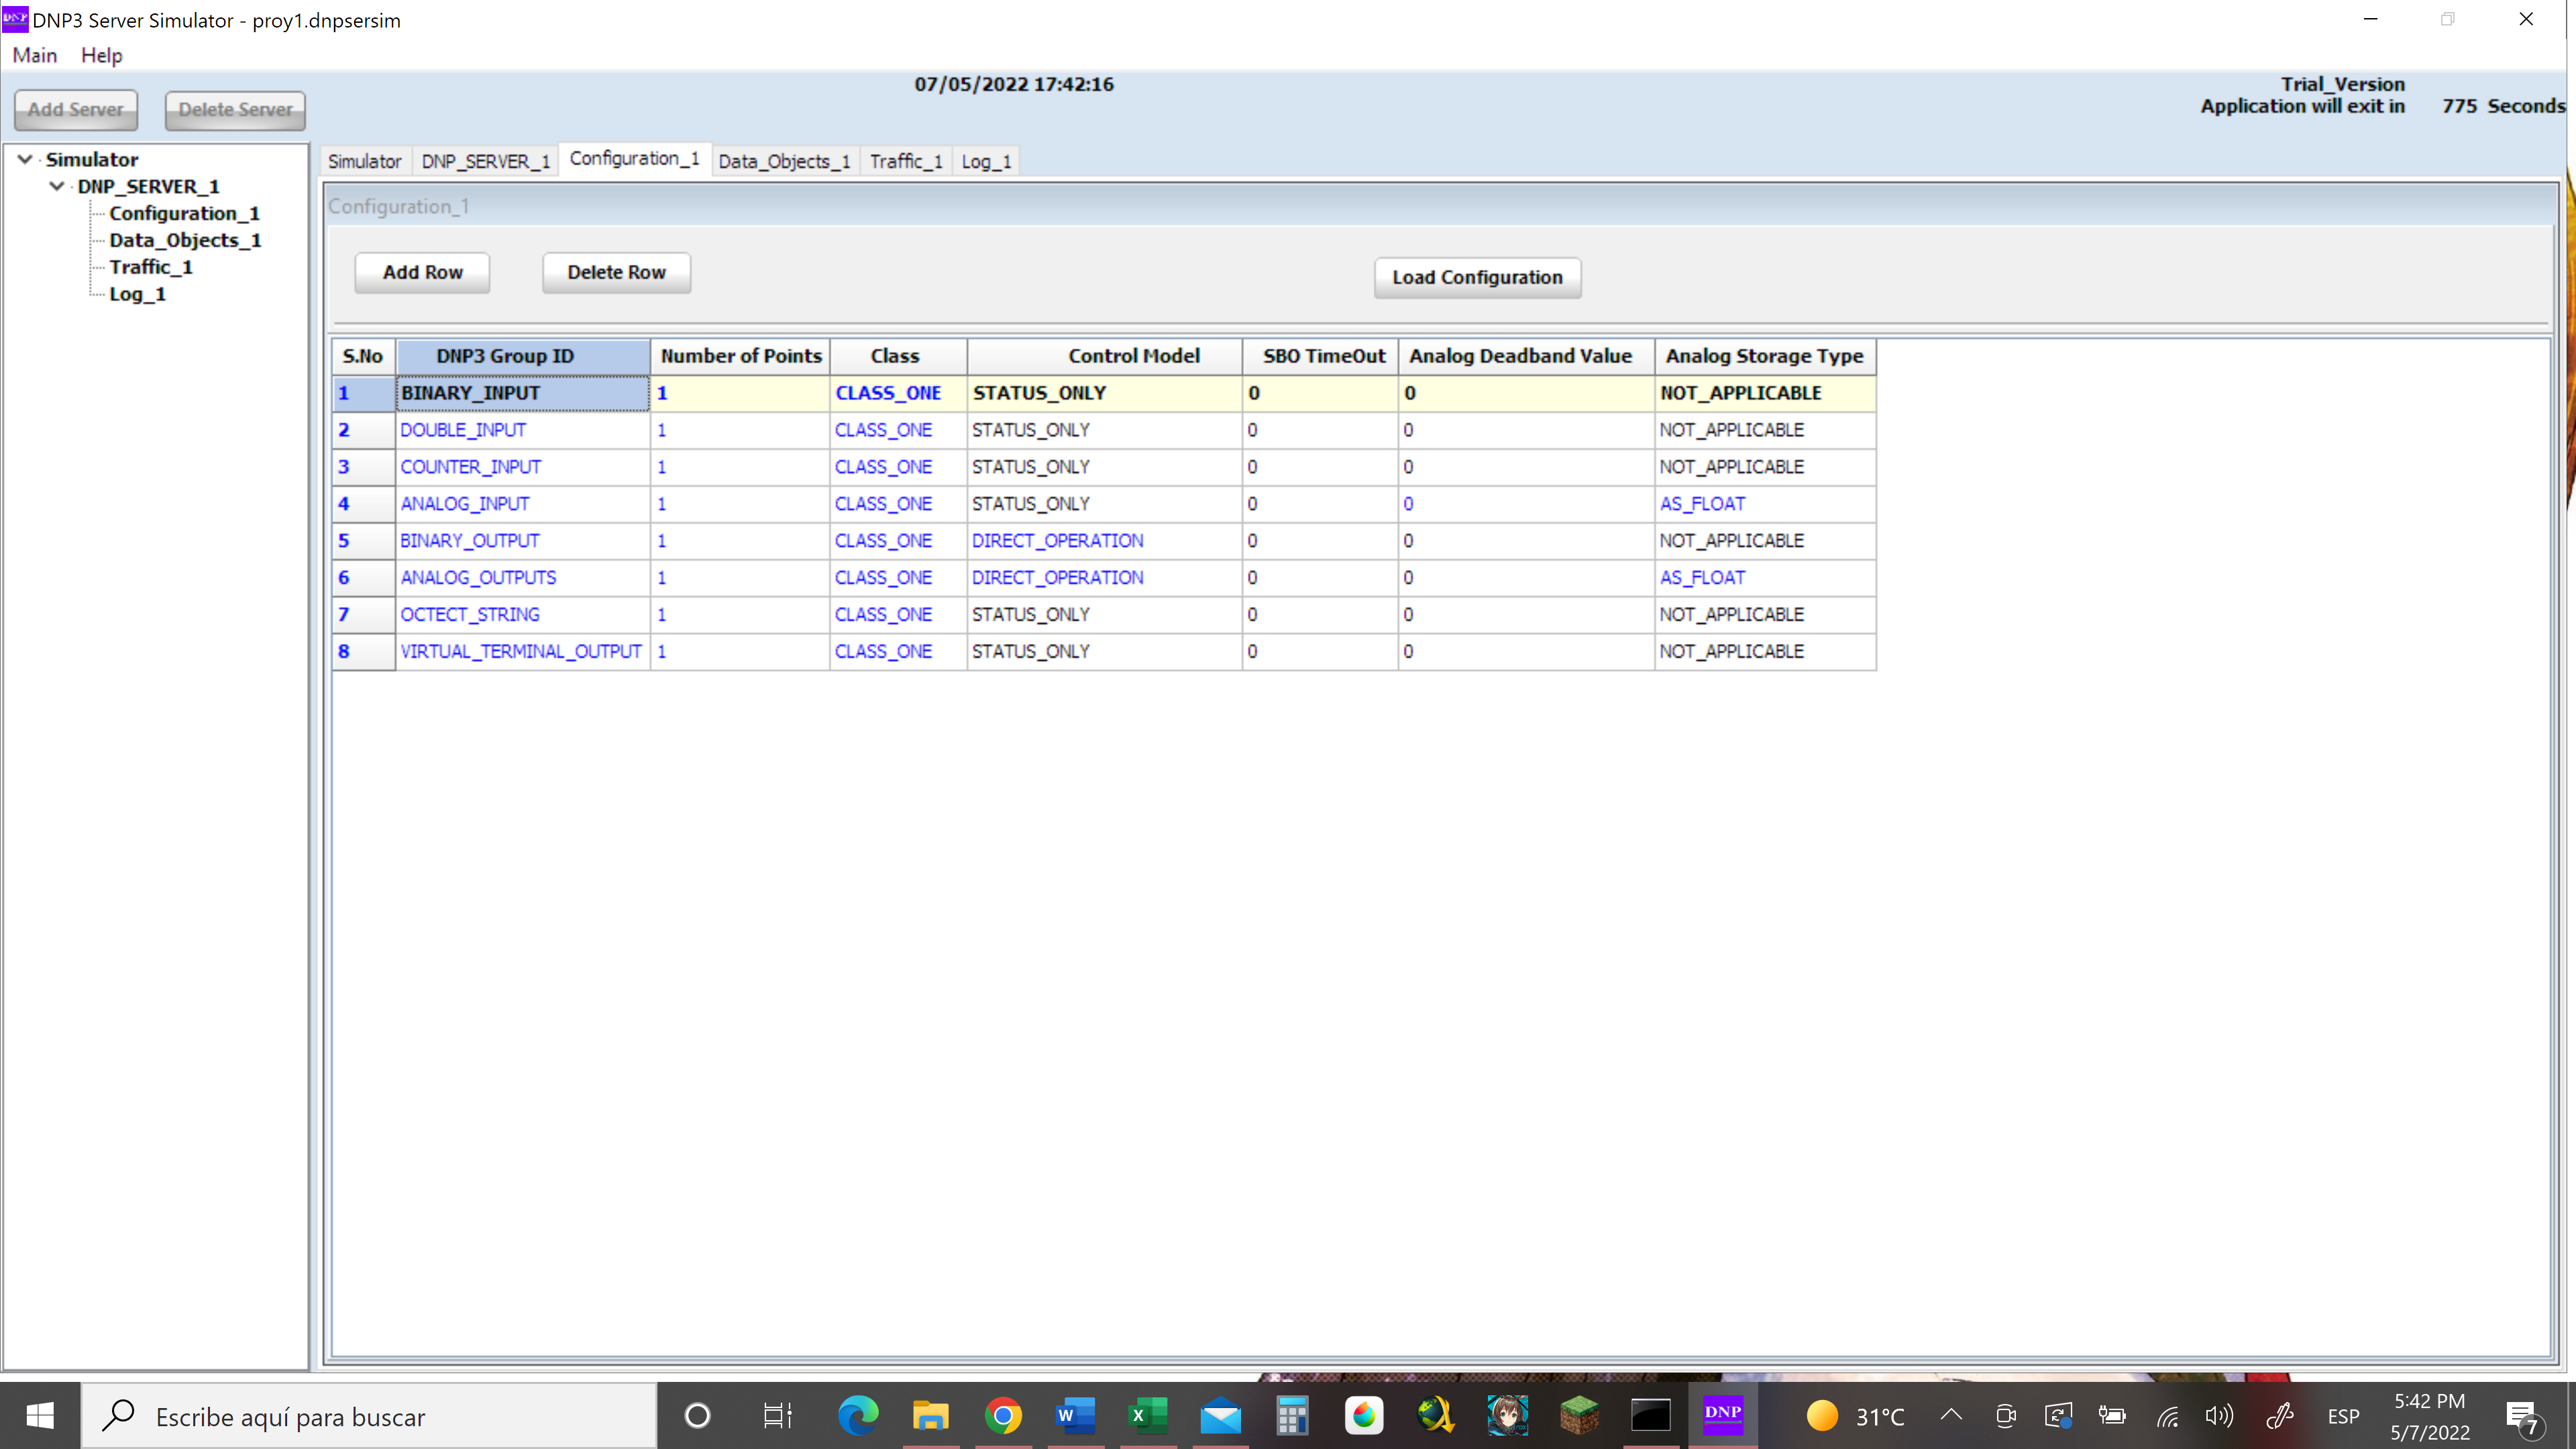 DNP DNP3 Server Simulator - proy1.dnpsersim
Main Help
07/05/2022 17:42:16
Trial_Version
Application will exit in 775 Seconds
Add Server Delete Server
Simulator
DNP_SERVER_1
Configuration_1
Data_Objects_1
Traffic_1
Log_1
Simulator DNP_SERVER_1 Configuration_1 Data_Objects_1 Traffic_1 Log_1
Configuration_1
Add Row Delete Row Load Configuration
S.No DNP3 Group ID Number of Points Class Control Model SBO TimeOut Analog Deadband Value Analog Storage Type
1 BINARY_INPUT 1 CLASS_ONE STATUS_ONLY 0 0 NOT_APPLICABLE
2 DOUBLE_INPUT 1 CLASS_ONE STATUS_ONLY 0 0 NOT_APPLICABLE
3 COUNTER_INPUT 1 CLASS_ONE STATUS_ONLY 0 0 NOT_APPLICABLE
4 ANALOG_INPUT 1 CLASS_ONE STATUS_ONLY 0 0 AS_FLOAT
5 BINARY_OUTPUT 1 CLASS_ONE DIRECT_OPERATION 0 0 NOT_APPLICABLE
6 ANALOG_OUTPUTS 1 CLASS_ONE DIRECT_OPERATION 0 0 AS_FLOAT
7 OCTECT_STRING 1 CLASS_ONE STATUS_ONLY 0 0 NOT_APPLICABLE
8 VIRTUAL_TERMINAL_OUTPUT 1 CLASS_ONE STATUS_ONLY 0 0 NOT_APPLICABLE
Escribe aquí para buscar
W
X
DNP
31°C
ESP
5:42 PM
5/7/2022
7